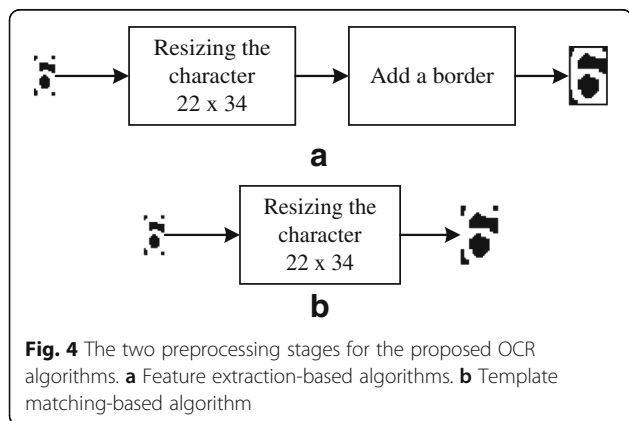 Resizing the
character
22 x 34
Add a border
a
Resizing the
character
22 x 34
b
Fig. 4 The two preprocessing stages for the proposed OCR
algorithms. a Feature extraction-based algorithms. b Template
matching-based algorithm